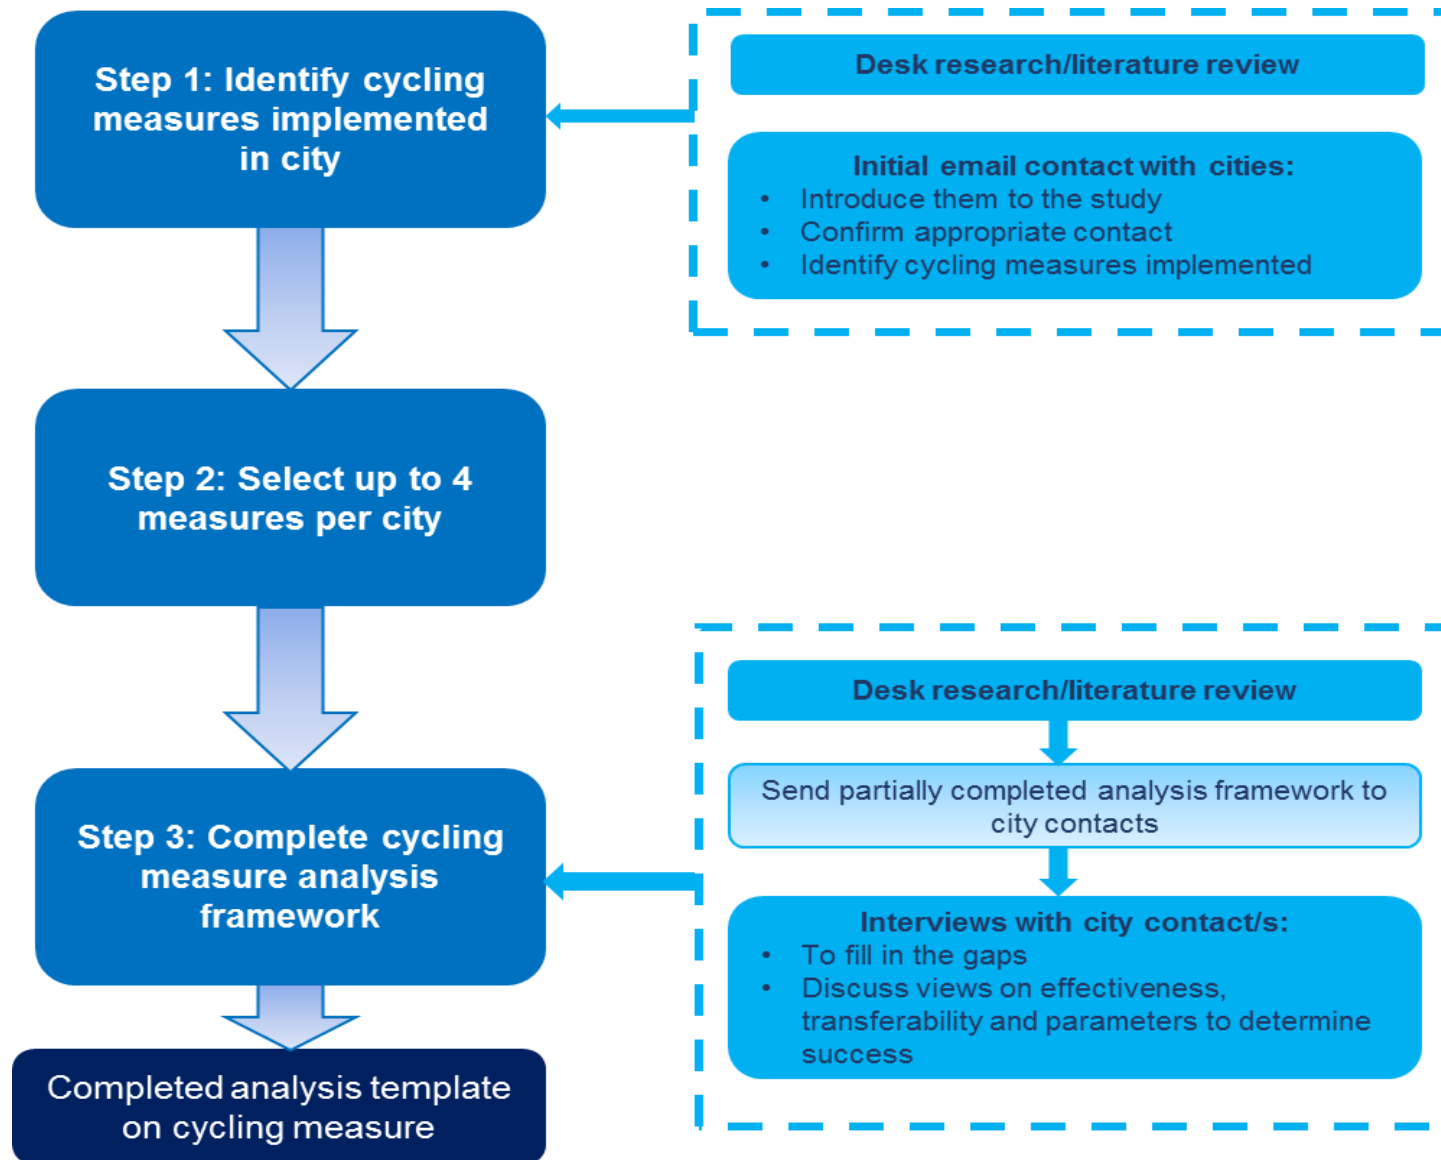 Step 1: Identify cycling
measures implemented
in city
Desk research/literature review
Initial email contact with cities:
• Introduce them to the study
• Confirm appropriate contact
• Identify cycling measures implemented
Step 2: Select up to 4
measures per city
Step 3: Complete cycling
measure analysis
framework
Desk research/literature review
Send partially completed analysis framework to
city contacts
Interviews with city contact/s:
• To fill in the gaps
• Discuss views on effectiveness,
transferability and parameters to determine
success
Completed analysis template
on cycling measure